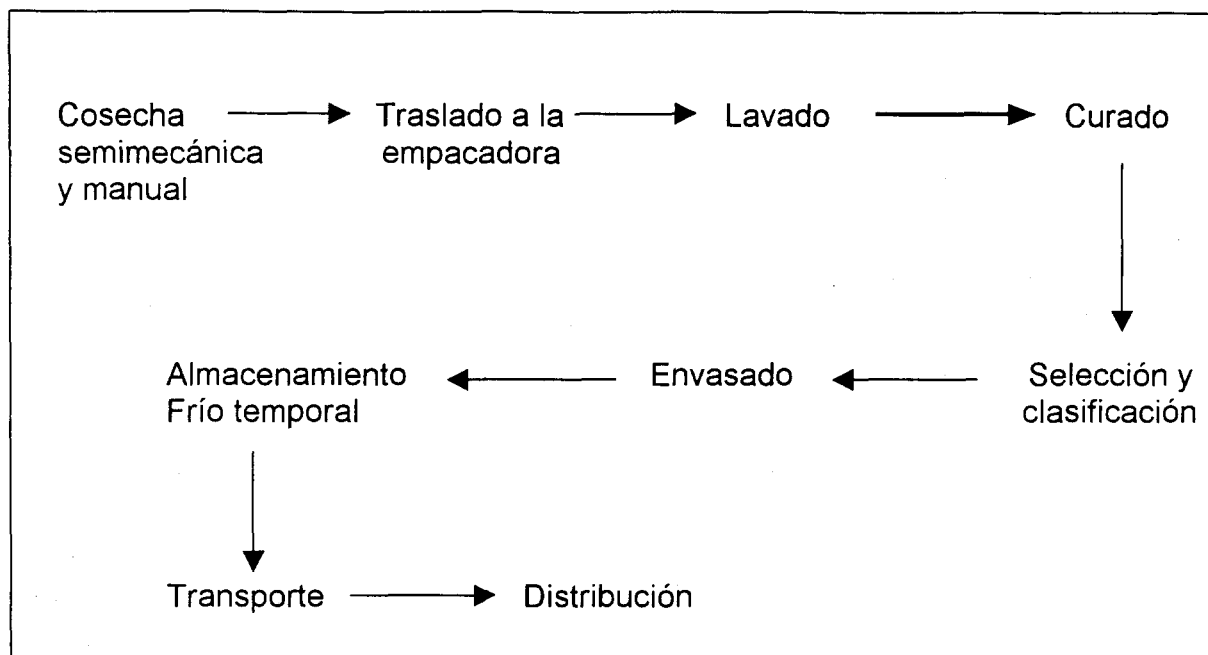 Cosecha
semimecánica
y manual
Traslado a la
empacadora
Lavado
Curado
Selección y
clasificación
Envasado
Almacenamiento
Frío temporal
Transporte
Distribución